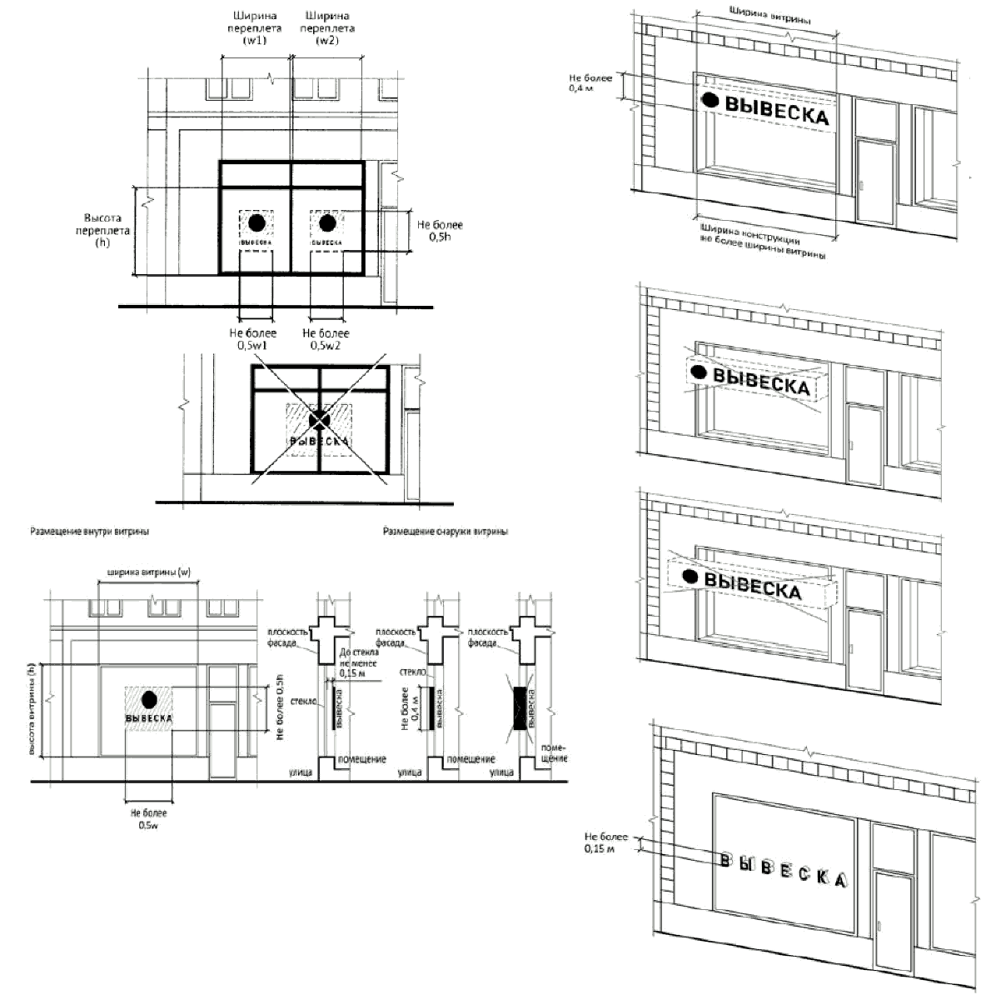 Ширина
переплета
(w1)
Ширина
переплета
(w2)
Высота
переплета
(h)
ВЫВЕСКА
ВЫВЕСКА
Не более
0,5h
Не более
0,5w1
Не более
0,5w2
ВЫВЕСКА
Размещение внутри витрины
Размещение снаружи витрины
ширина витрины (w)
высота витрины (h)
ВЫВЕСКА
Не более 0,5h
Не более
0.5w
плоскость
фасада
До стекла
не менее
0,15 м
стекло
вывеска
помещение
улица
плоскость
фасада
стекло
Не более
0,4 м
вывеска
помещение
улица
плоскость
фасада
вывеска
поме-
щение
улица
Ширина витрины
Не более
0,4 м
ВЫВЕСКА
Ширина конструкции
не более ширины витрины
ВЫВЕСКА
ВЫВЕСКА
Не более
0,15 м
ВЫВЕСКА